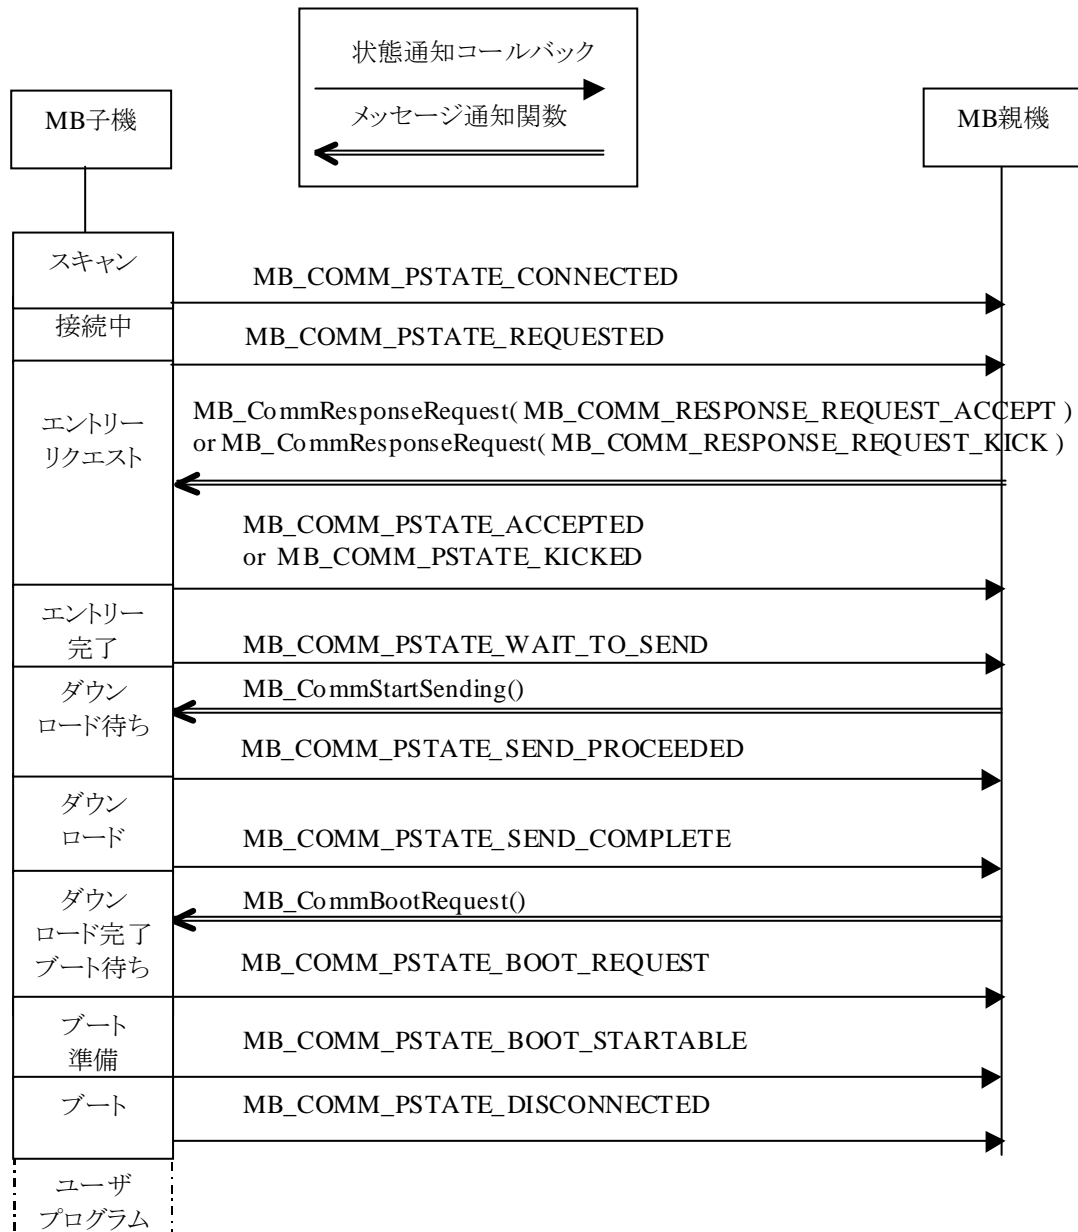 状態通知コールバック
メッセージ通知関数
MB子機
MB親機
スキャン
MB_COMM_PSTATE_CONNECTED
接続中
MB_COMM_PSTATE_REQUESTED
エントリー
リクエスト
MB_CommResponseRequest( MB_COMM_RESPONSE_REQUEST_ACCEPT )
or MB_CommResponseRequest( MB_COMM_RESPONSE_REQUEST_KICK )
MB_COMM_PSTATE_ACCEPTED
or MB_COMM_PSTATE_KICKED
エントリー
完了
MB_COMM_PSTATE_WAIT_TO_SEND
ダウン
ロード待ち
MB_CommStartSending()
MB_COMM_PSTATE_SEND_PROCEEDED
ダウン
ロード
MB_COMM_PSTATE_SEND_COMPLETE
ダウン
ロード完了
ブート待ち
MB_CommBootRequest()
MB_COMM_PSTATE_BOOT_REQUEST
ブート
準備
MB_COMM_PSTATE_BOOT_STARTABLE
ブート
MB_COMM_PSTATE_DISCONNECTED
ユーザ
プログラム